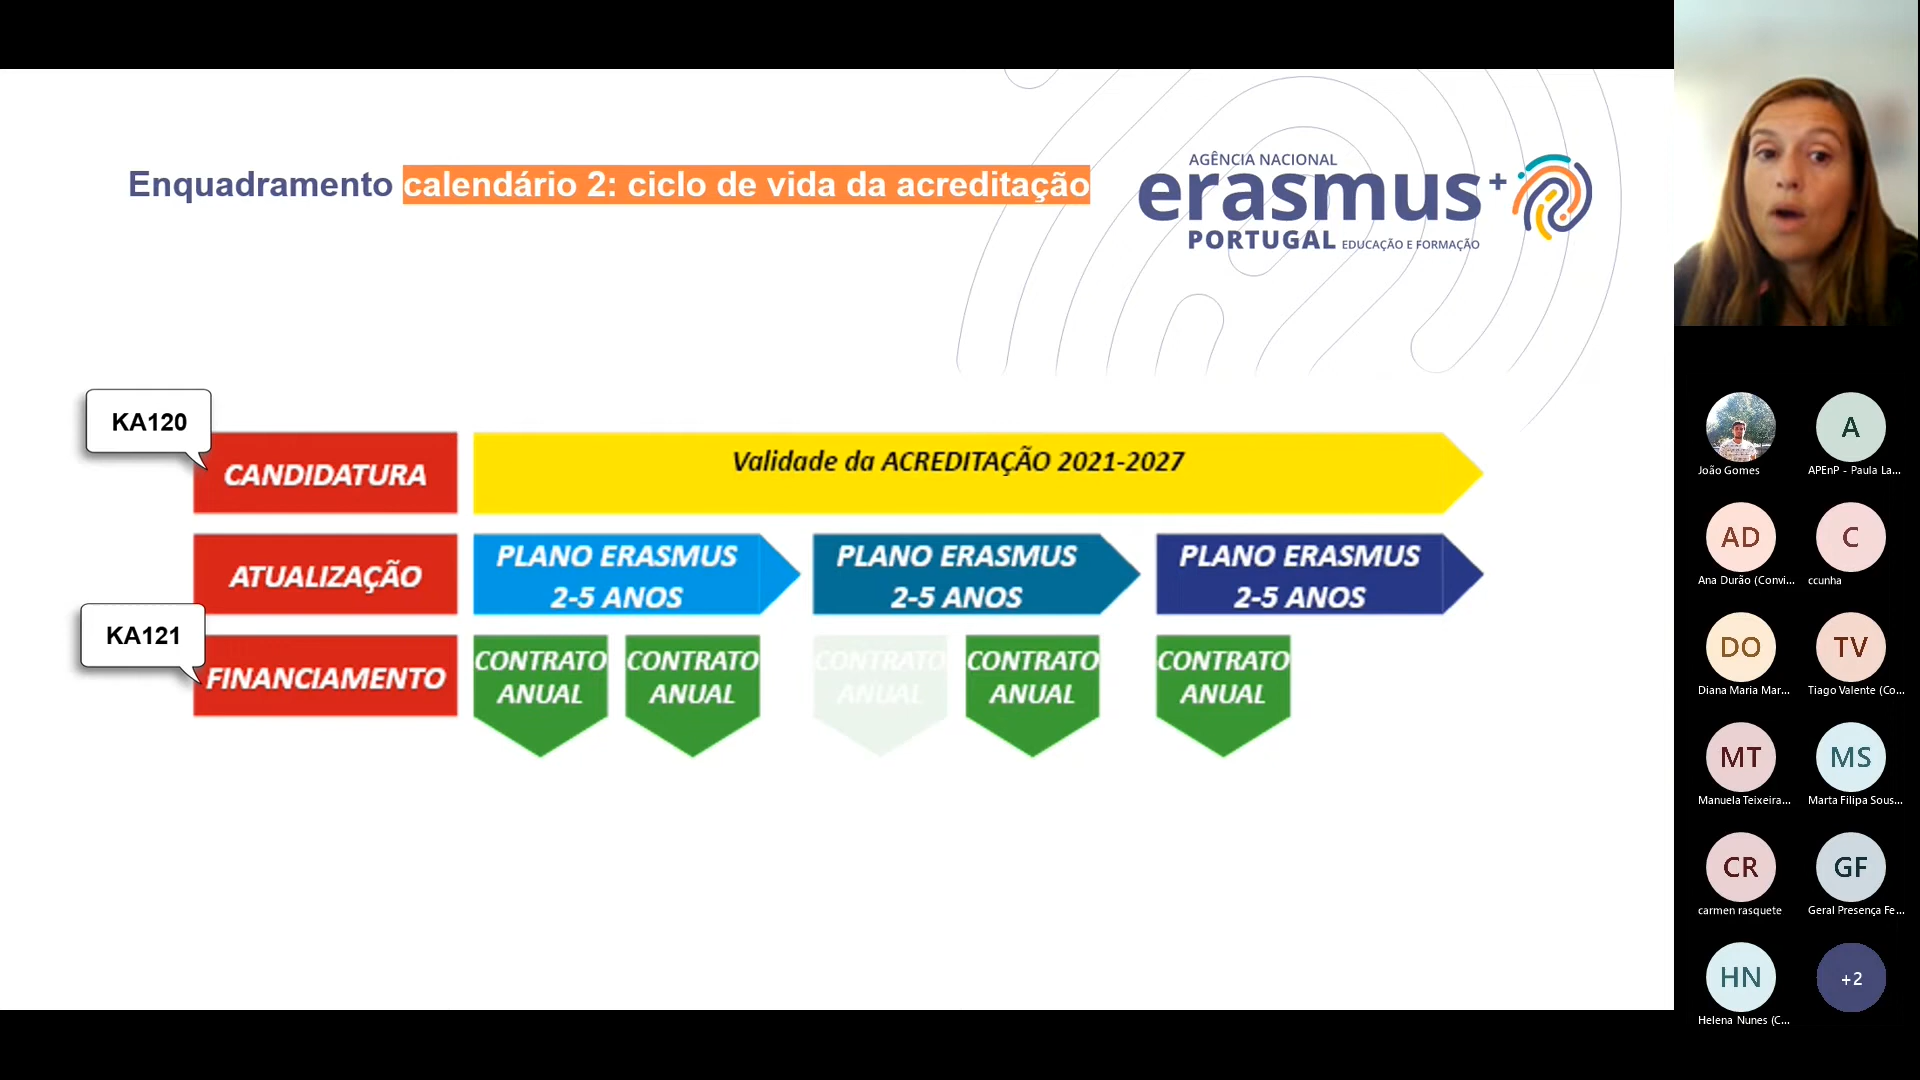 Enquadramento calendário 2: ciclo de vida da acreditação
AGÊNCIA NACIONAL
erasmus+
PORTUGAL EDUCAÇÃO E FORMAÇÃO
KA120
CANDIDATURA
Validade da ACREDITAÇÃO 2021-2027
ATUALIZAÇÃO
PLANO ERASMUS
2-5 ANOS
PLANO ERASMUS
2-5 ANOS
PLANO ERASMUS
2-5 ANOS
KA121
FINANCIAMENTO
CONTRATO
ANUAL
CONTRATO
ANUAL
CONTRATO
ANUAL
CONTRATO
ANUAL
CONTRATO
ANUAL
João Gomes
A
APEnP - Paula La...
AD
Ana Durão (Convi...
C
ccunha
DO
Diana Maria Mar...
TV
Tiago Valente (Co...
MT
Manuela Teixeira...
MS
Marta Filipa Sous...
CR
carmen rasquete
GF
Geral Presença Fe...
HN
Helena Nunes (C...
+2